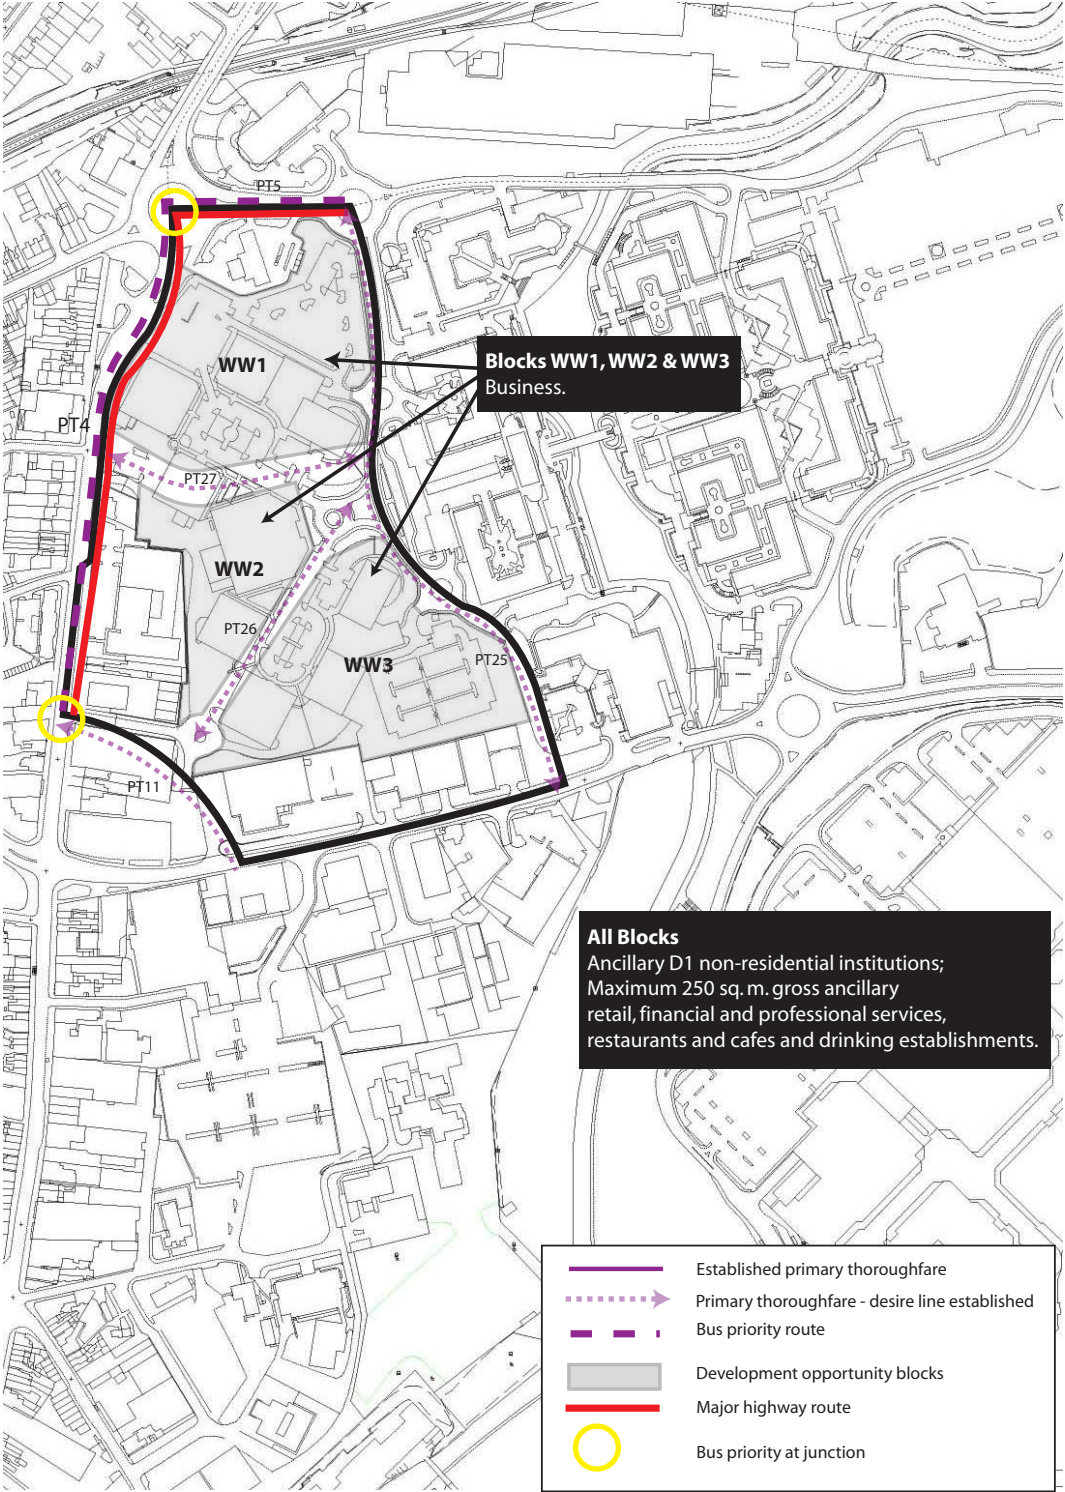 PT5
WW1
Blocks WW1, WW2 & WW3
Business.
PT4
PT27
WW2
PT26
WW3
PT25
PT11
All Blocks
Ancillary D1 non-residential institutions;
Maximum 250 sq. m. gross ancillary
retail, financial and professional services,
restaurants and cafes and drinking establishments.
Established primary thoroughfare
Primary thoroughfare - desire line established
Bus priority route
Development opportunity blocks
Major highway route
Bus priority at junction